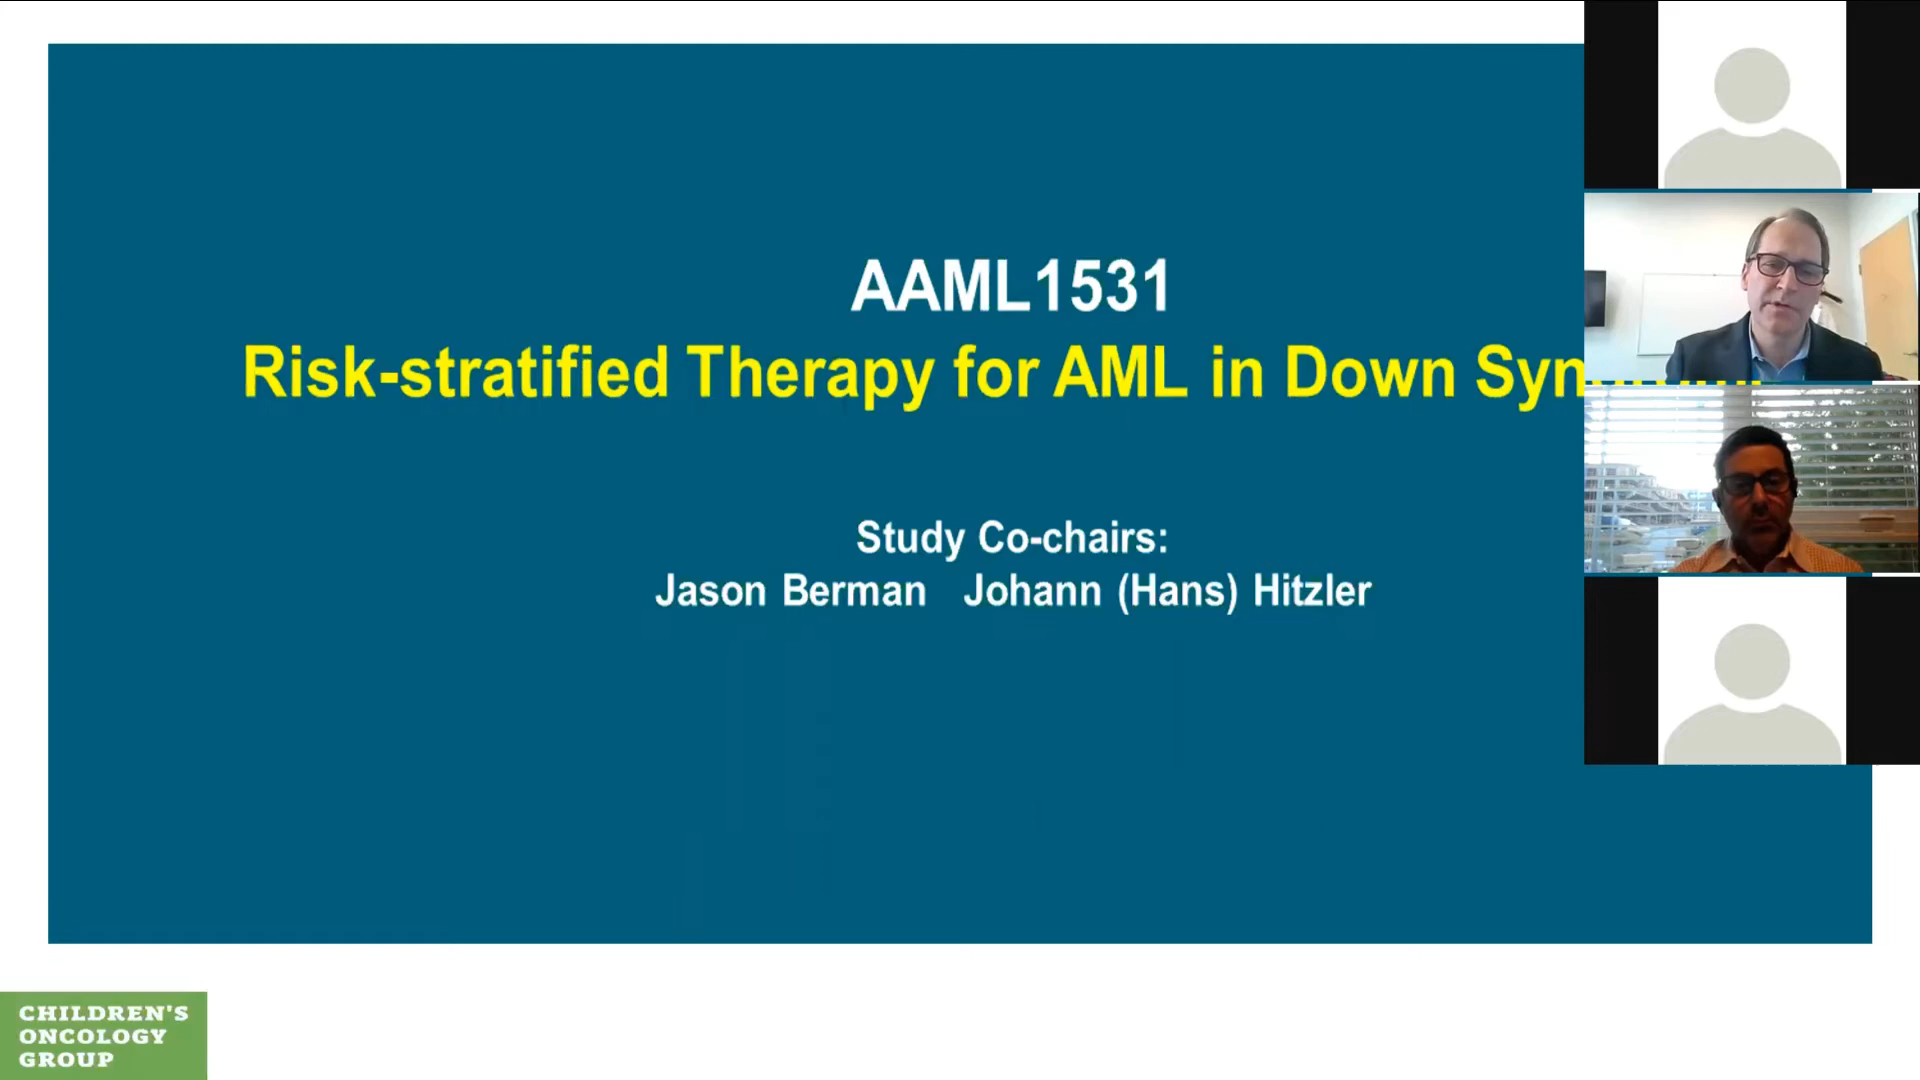 AAML1531
Risk-stratified Therapy for AML in Down
Study Co-chairs:
Jason Berman Johann (Hans) Hitzler
CHILDREN'S
ONCOLOGY
GROUP